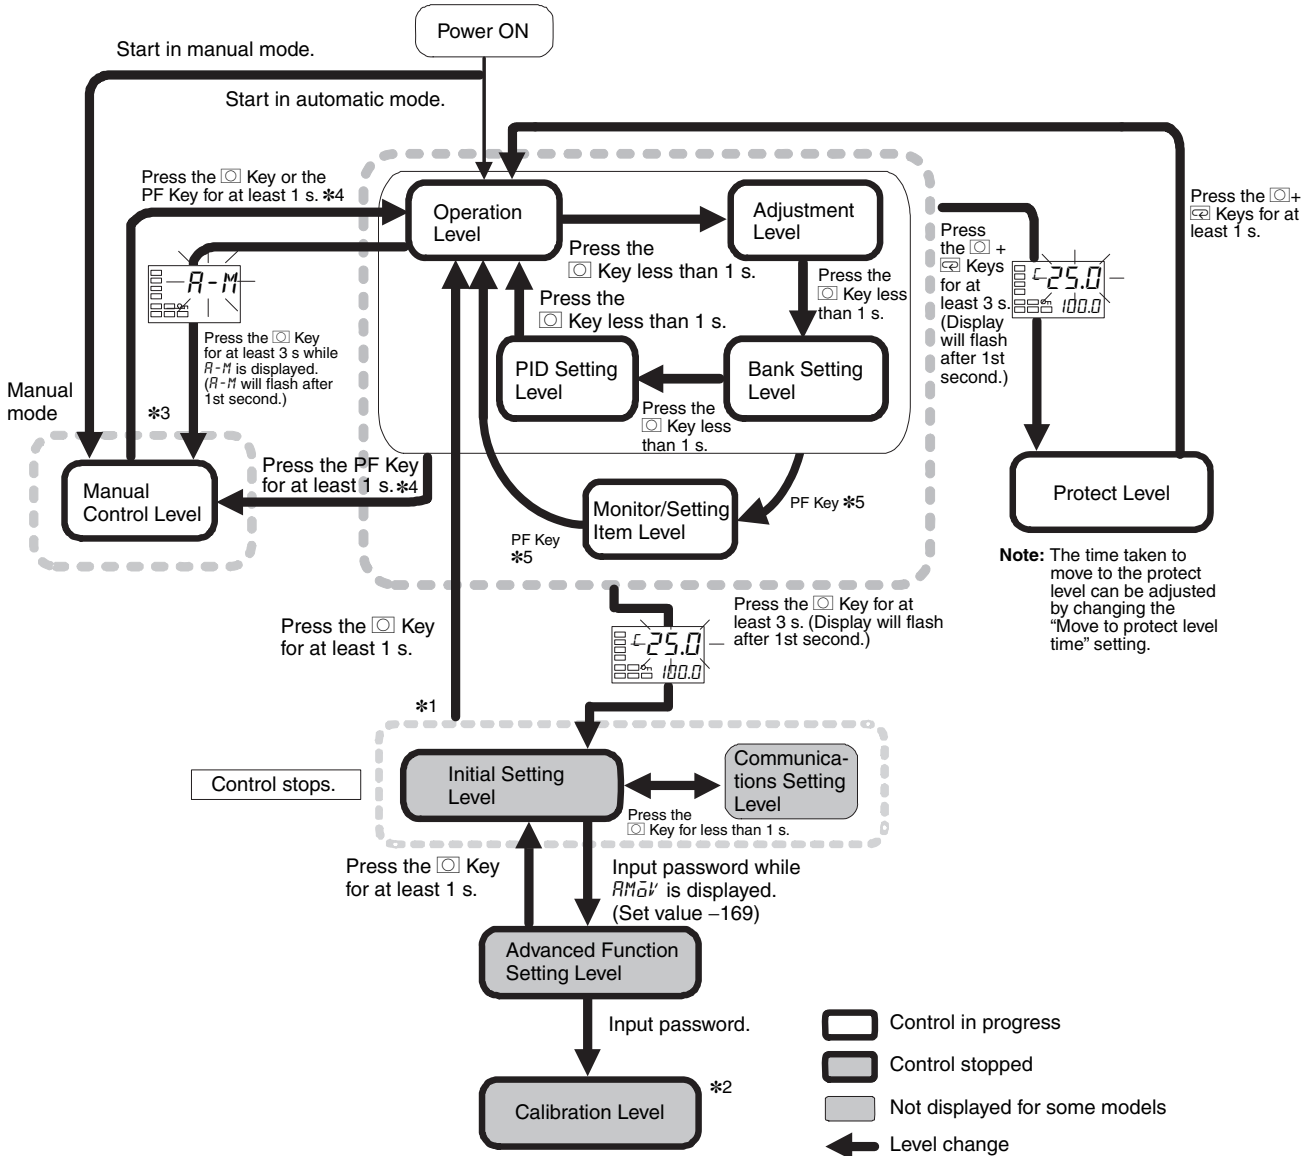 Power ON
Start in manual mode.
Start in automatic mode.
Press the Key or the
PF Key for at least 1 s. ✽4
Operation
Level
Adjustment
Level
Press the
Key less than 1 s.
Press the
Key less
than 1 s.
Press the
Key less than 1 s.
PID Setting
Level
Bank Setting
Level
Press the
Key less
than 1 s.
A-M
Press the Key
for at least 3 s while
A-M is displayed.
(A-M will flash after
1st second.)
Manual
mode
✽3
Manual
Control Level
Press the PF Key
for at least 1 s. ✽4
Monitor/Setting
Item Level
PF Key ✽5
PF Key
✽5
Press
the +
Keys
for at
least 3 s.
(Display
will flash
after 1st
second.)
C 25.0
100.0
Press the +
Keys for at
least 1 s.
Protect Level
Note: The time taken to
move to the protect
level can be adjusted
by changing the
“Move to protect level
time” setting.
Press the Key
for at least 1 s.
✽1
Press the Key for at
least 3 s. (Display will flash
after 1st second.)
C 25.0
100.0
Control stops.
Initial Setting
Level
Communica-
tions Setting
Level
Press the
Key for less than 1 s.
Press the Key
for at least 1 s.
Input password while
AMoV is displayed.
(Set value −169)
Advanced Function
Setting Level
Input password.
Calibration Level
✽2
Control in progress
Control stopped
Not displayed for some models
Level change